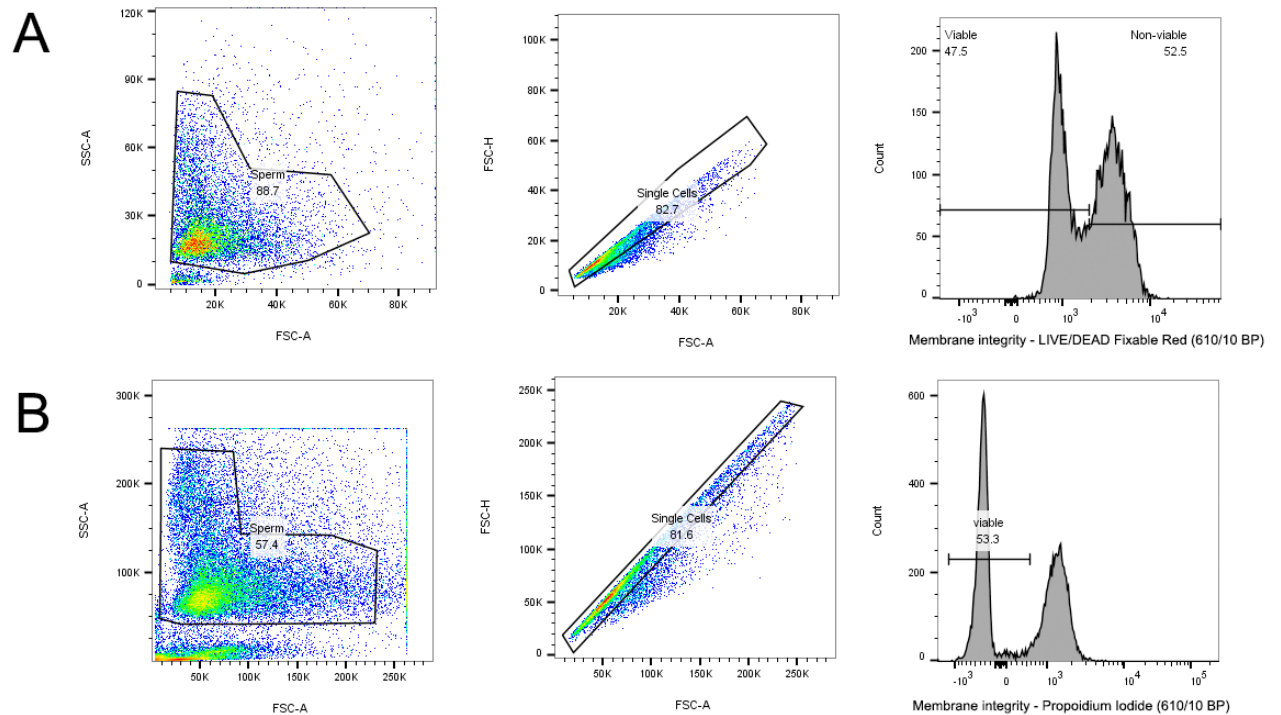 A
120K
90K
60K
30K
0
SSC-A
Sperm
88.7
20K
40K
60K
80K
FSC-A
100K
80K
60K
40K
20K
0
FSC-H
Single Cells
82.7
20K
40K
60K
80K
FSC-A
Viable
47.5
Non-viable
52.5
200
150
100
50
0
Count
-10³
0
10³
10⁴
Membrane integrity - LIVE/DEAD Fixable Red (610/10 BP)
B
300K
200K
100K
SSC-A
Sperm
57.4
50K
100K
150K
200K
250K
FSC-A
250K
200K
150K
100K
50K
0
FSC-H
Single Cells
81.6
50K
100K
150K
200K
250K
FSC-A
600
400
200
0
Count
viable
53.3
-10³
0
10³
10⁴
10⁵
Membrane integrity - Propoidium Iodide (610/10 BP)